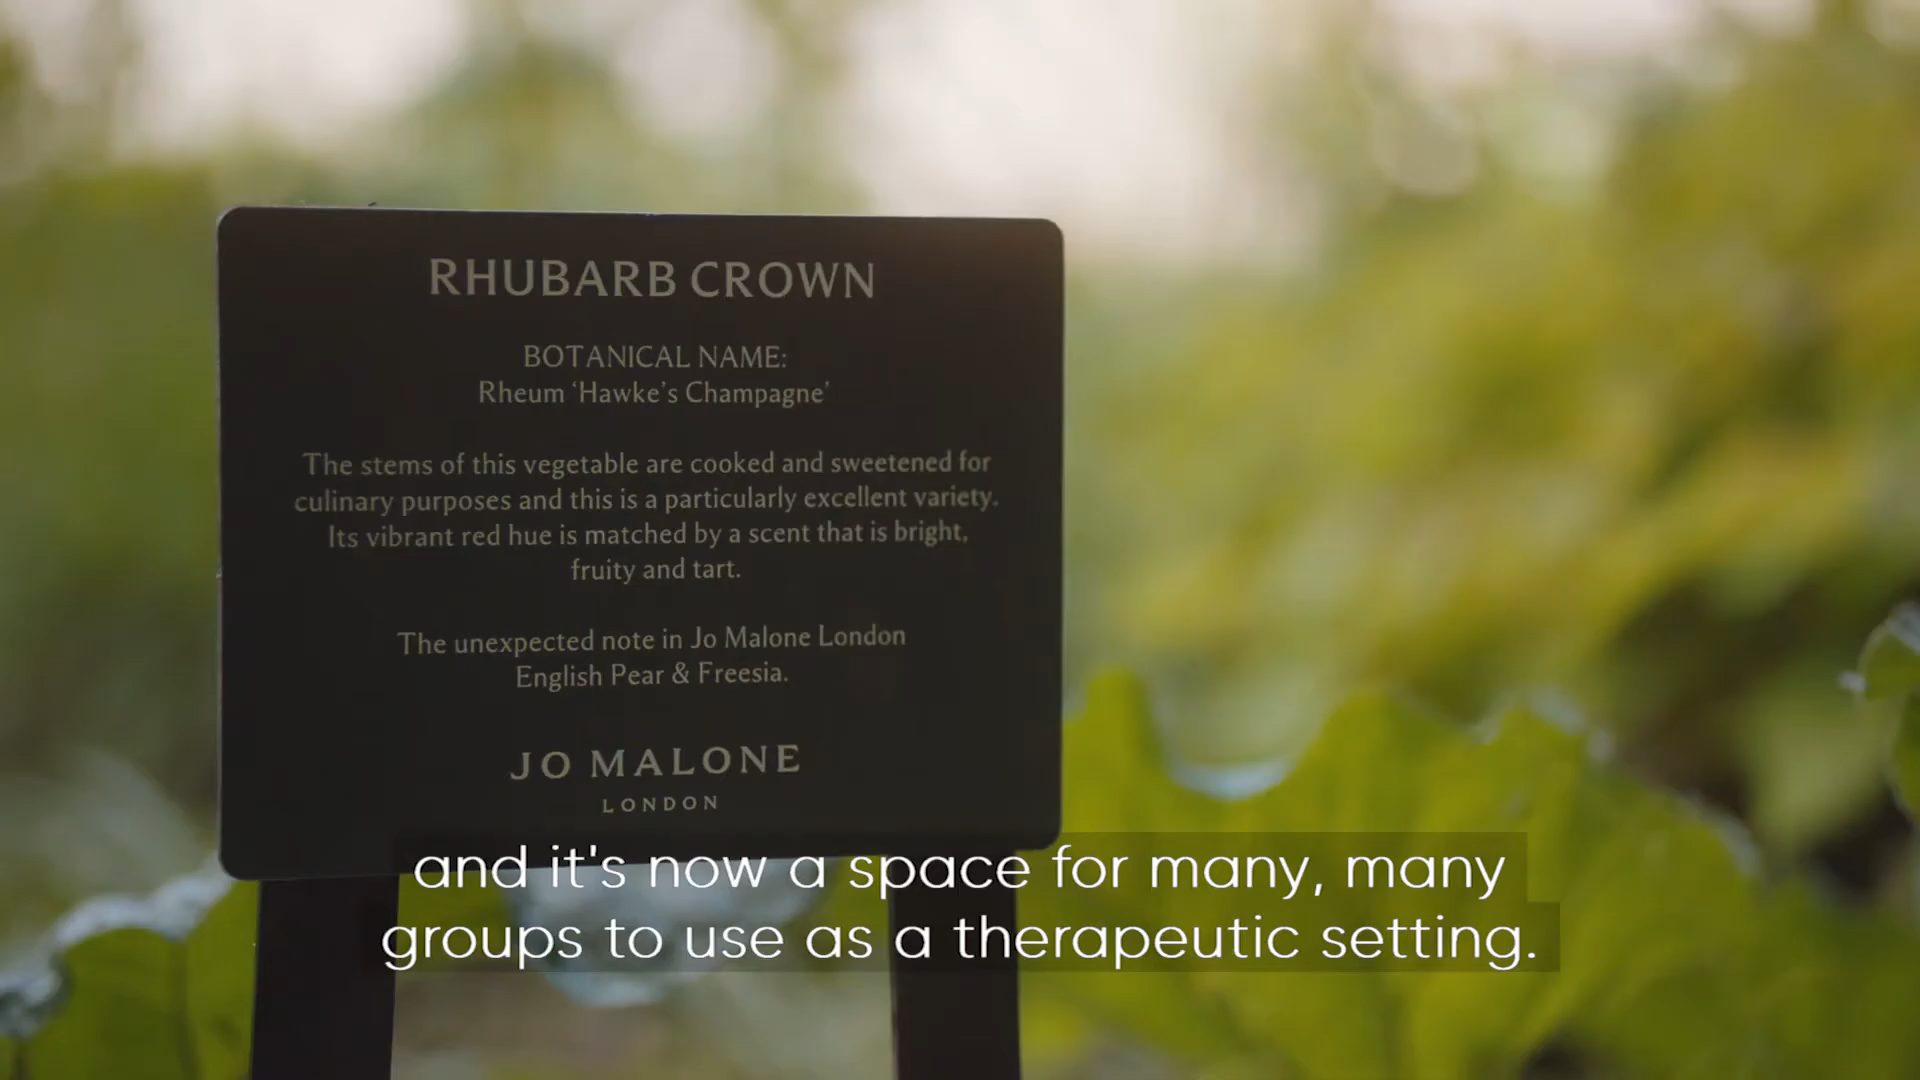 RHUBARB CROWN
BOTANICAL NAME:
Rheum ‘Hawke’s Champagne’
The stems of this vegetable are cooked and sweetened for
culinary purposes and this is a particularly excellent variety.
Its vibrant red hue is matched by a scent that is bright,
fruity and tart.
The unexpected note in Jo Malone London
English Pear & Freesia.
JO MALONE
LONDON
and it's now a space for many, many
groups to use as a therapeutic setting.